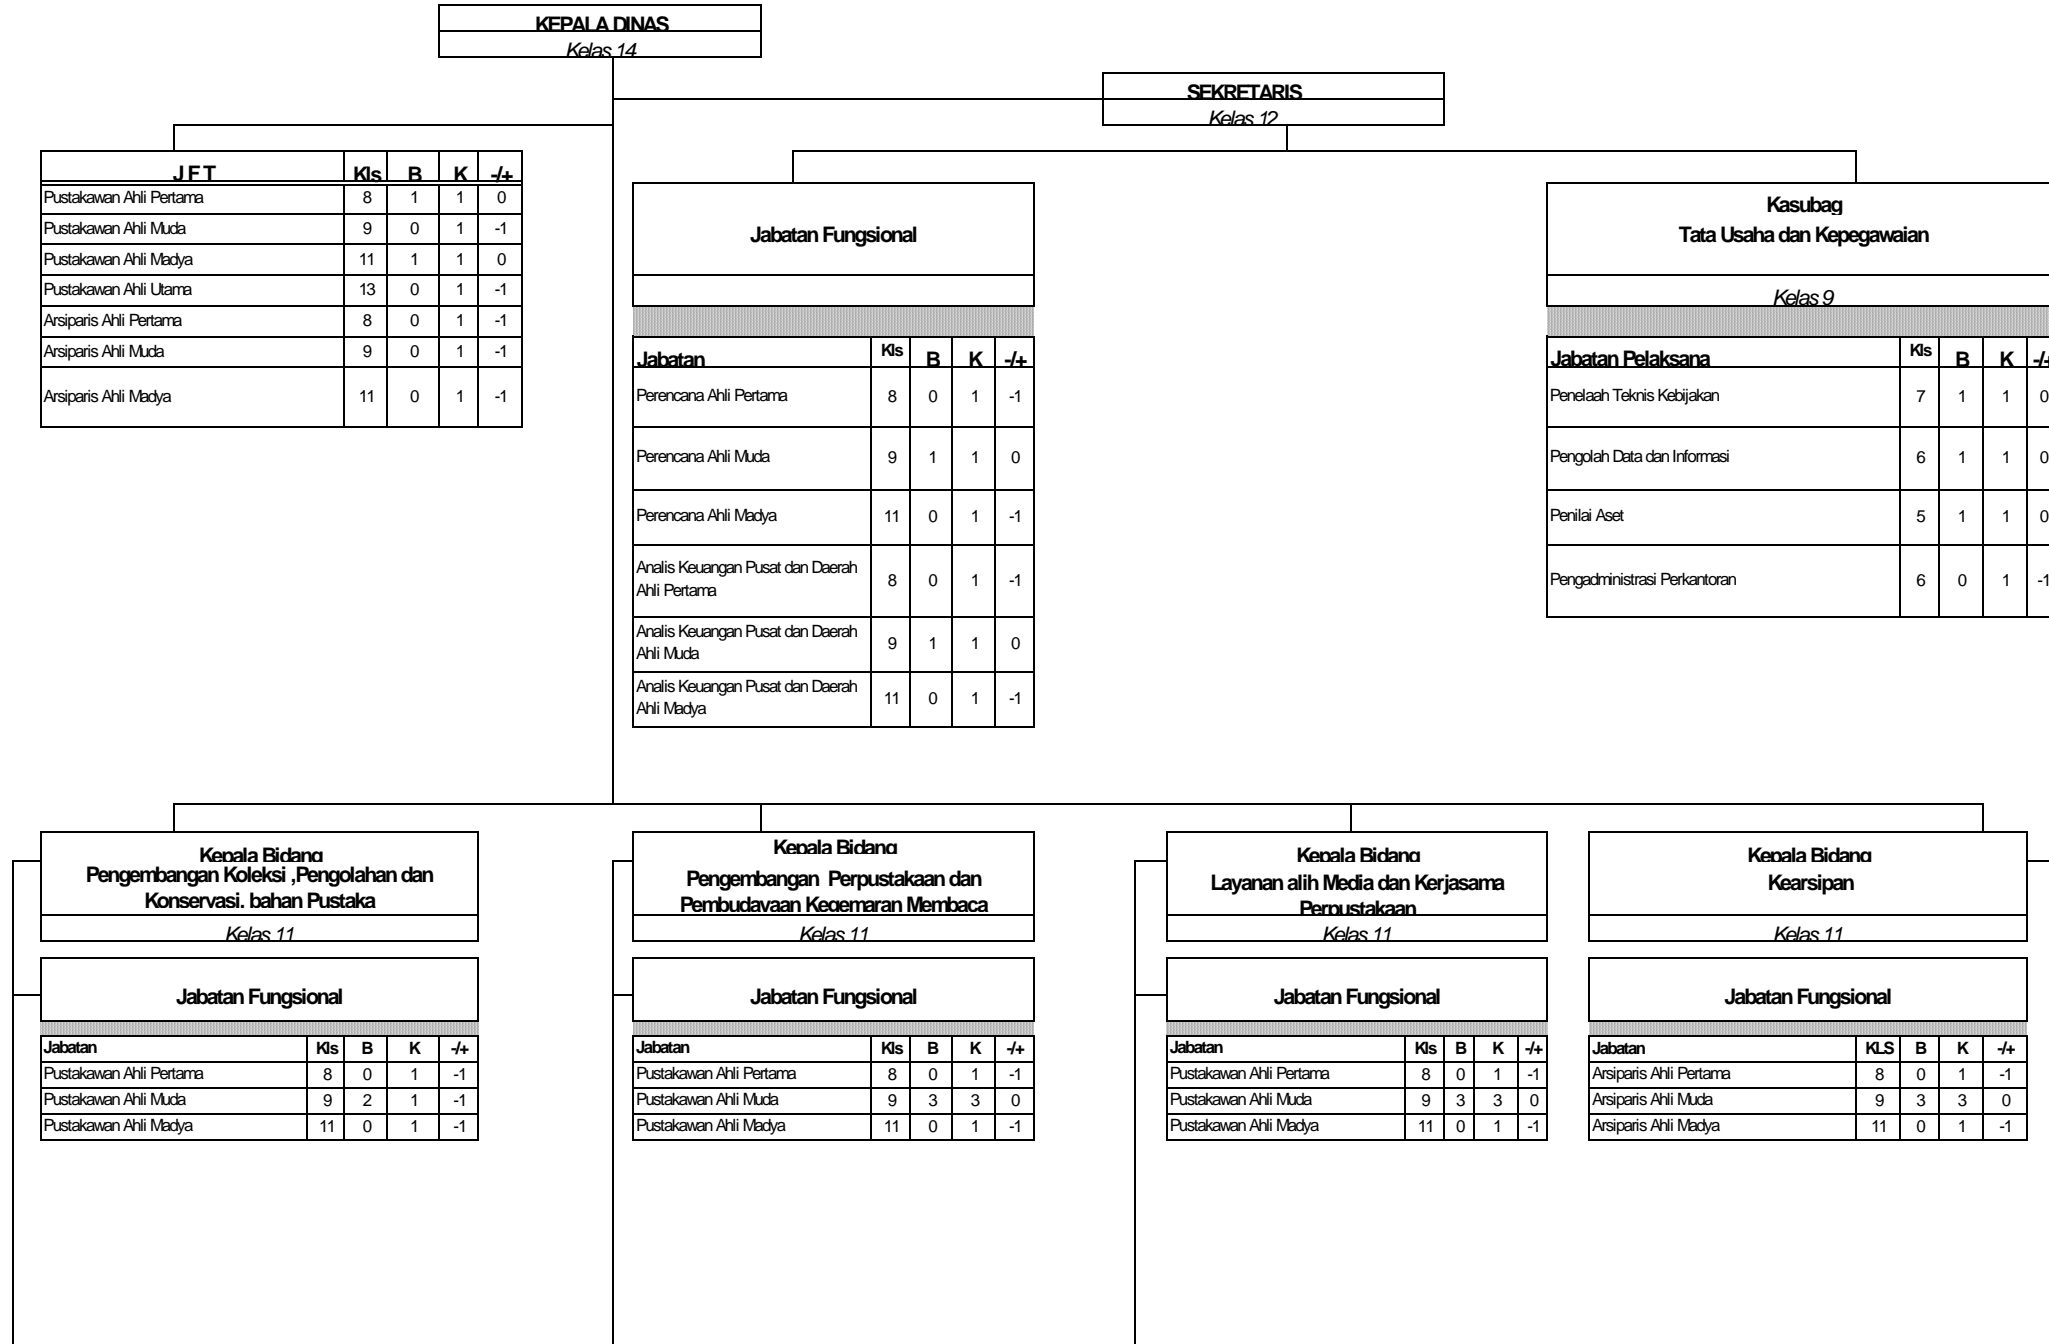 KEPALA DINAS
Kelas 14
SEKRETARIS
Kelas 12
JFT Kls B K -/+
Pustakawan Ahli Pertama 8 1 1 0
Pustakawan Ahli Muda 9 0 1 -1
Pustakawan Ahli Madya 11 1 1 0
Pustakawan Ahli Utama 13 0 1 -1
Arsiparis Ahli Pertama 8 0 1 -1
Arsiparis Ahli Muda 9 0 1 -1
Arsiparis Ahli Madya 11 0 1 -1
Jabatan Fungsional
Jabatan Kls B K -/+
Perencana Ahli Pertama 8 0 1 -1
Perencana Ahli Muda 9 1 1 0
Perencana Ahli Madya 11 0 1 -1
Analis Keuangan Pusat dan Daerah
Ahli Pertama 8 0 1 -1
Analis Keuangan Pusat dan Daerah
Ahli Muda 9 1 1 0
Analis Keuangan Pusat dan Daerah
Ahli Madya 11 0 1 -1
Kasubag
Tata Usaha dan Kepegawaian
Kelas 9
Jabatan Pelaksana Kls B K -/+
Penelaah Teknis Kebijakan 7 1 1 0
Pengolah Data dan Informasi 6 1 1 0
Penilai Aset 5 1 1 0
Pengadministrasi Perkantoran 6 0 1 -1
Kepala Bidang
Pengembangan Koleksi ,Pengolahan dan
Konservasi. bahan Pustaka
Kelas 11
Jabatan Fungsional
Jabatan Kls B K -/+
Pustakawan Ahli Pertama 8 0 1 -1
Pustakawan Ahli Muda 9 2 1 -1
Pustakawan Ahli Madya 11 0 1 -1
Kepala Bidang
Pengembangan Perpustakaan dan
Pembudayaan Kegemaran Membaca
Kelas 11
Jabatan Fungsional
Jabatan Kls B K -/+
Pustakawan Ahli Pertama 8 0 1 -1
Pustakawan Ahli Muda 9 3 3 0
Pustakawan Ahli Madya 11 0 1 -1
Kepala Bidang
Layanan alih Media dan Kerjasama
Perpustakaan
Kelas 11
Jabatan Fungsional
Jabatan Kls B K -/+
Pustakawan Ahli Pertama 8 0 1 -1
Pustakawan Ahli Muda 9 3 3 0
Pustakawan Ahli Madya 11 0 1 -1
Kepala Bidang
Kearsipan
Kelas 11
Jabatan Fungsional
Jabatan KLS B K -/+
Arsiparis Ahli Pertama 8 0 1 -1
Arsiparis Ahli Muda 9 3 3 0
Arsiparis Ahli Madya 11 0 1 -1